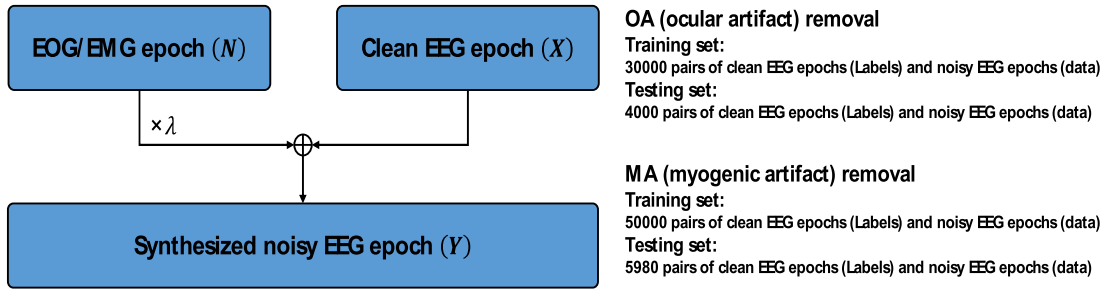 EOG/EMG epoch (N)
Clean EEG epoch (X)
×λ
Synthesized noisy EEG epoch (Y)
OA (ocular artifact) removal
Training set:
30000 pairs of clean EEG epochs (Labels) and noisy EEG epochs (data)
Testing set:
4000 pairs of clean EEG epochs (Labels) and noisy EEG epochs (data)
MA (myogenic artifact) removal
Training set:
50000 pairs of clean EEG epochs (Labels) and noisy EEG epochs (data)
Testing set:
5980 pairs of clean EEG epochs (Labels) and noisy EEG epochs (data)